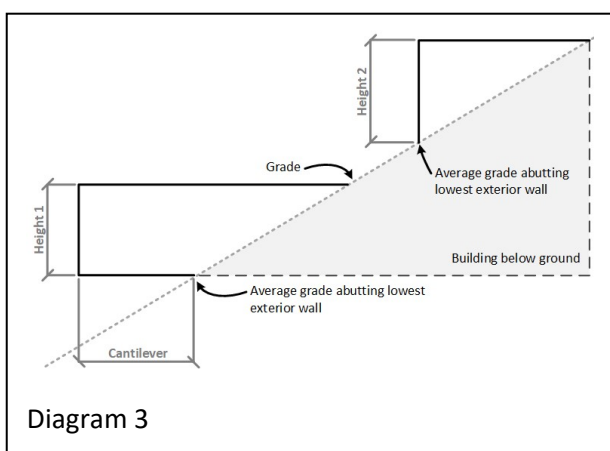 Height 2
Grade
Average grade abutting
lowest exterior wall
Height 1
Building below ground
Average grade abutting lowest
exterior wall
Cantilever
Diagram 3